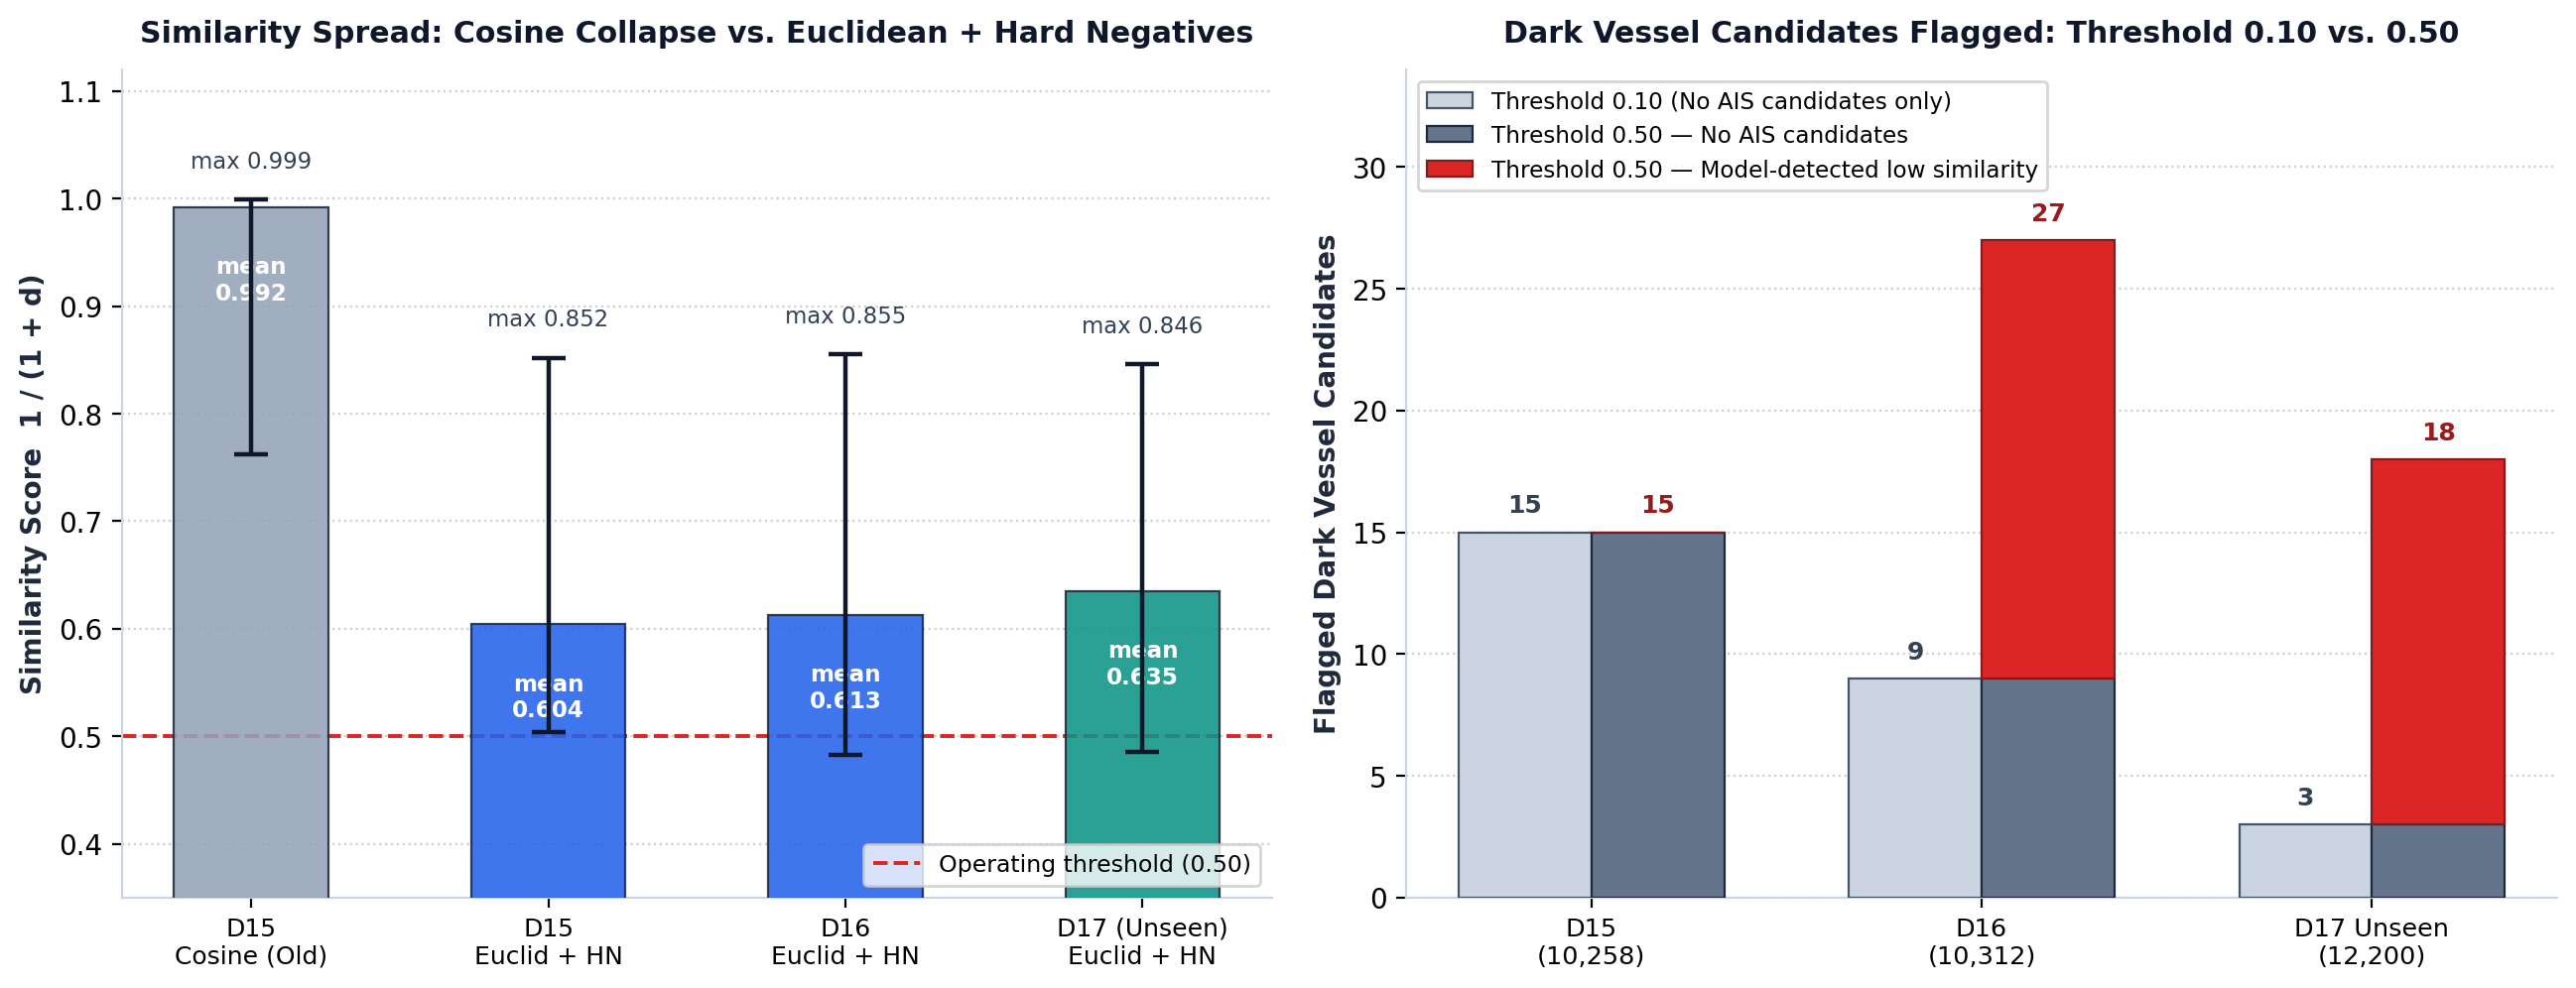 Similarity Spread: Cosine Collapse vs. Euclidean + Hard Negatives
Similarity Score  1 / (1 + d)
1.1
1.0
0.9
0.8
0.7
0.6
0.5
0.4
max 0.999
mean
0.992
max 0.852
mean
0.604
max 0.855
mean
0.613
max 0.846
mean
0.635
Operating threshold (0.50)
D15
Cosine (Old)
D15
Euclid + HN
D16
Euclid + HN
D17 (Unseen)
Euclid + HN
Dark Vessel Candidates Flagged: Threshold 0.10 vs. 0.50
Flagged Dark Vessel Candidates
Threshold 0.10 (No AIS candidates only)
Threshold 0.50 — No AIS candidates
Threshold 0.50 — Model-detected low similarity
30
25
20
15
10
5
0
15
15
9
27
3
18
D15
(10,258)
D16
(10,312)
D17 Unseen
(12,200)